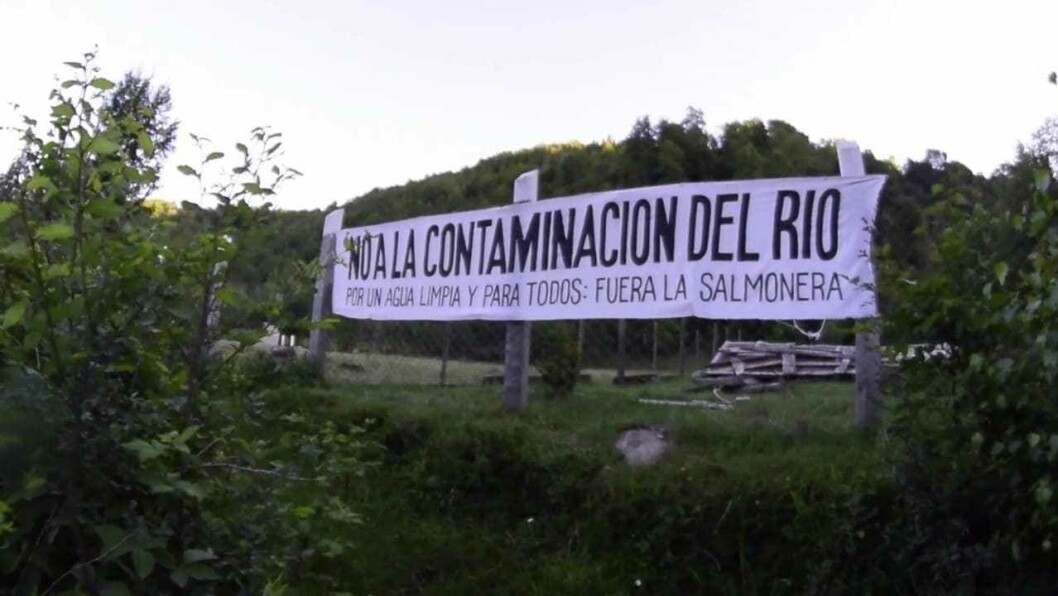 NO A LA CONTAMINACION DEL RIO
POR UN AGUA LIMPIA Y PARA TODOS: FUERA LA SALMONERA